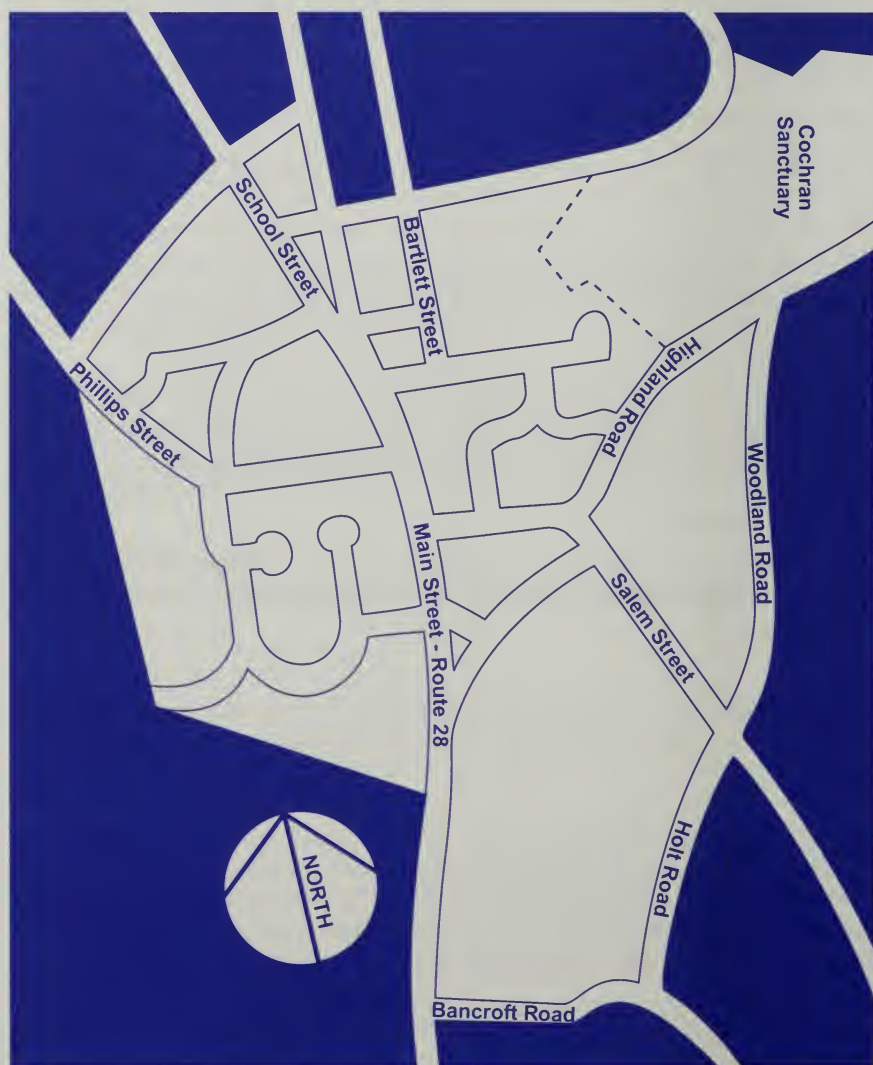 Cochran
Sanctuary
School Street
Bartlett Street
Highland Road
Phillips Street
Woodland Road
Main Street - Route 28
Salem Street
Holt Road
NORTH
Bancroft Road